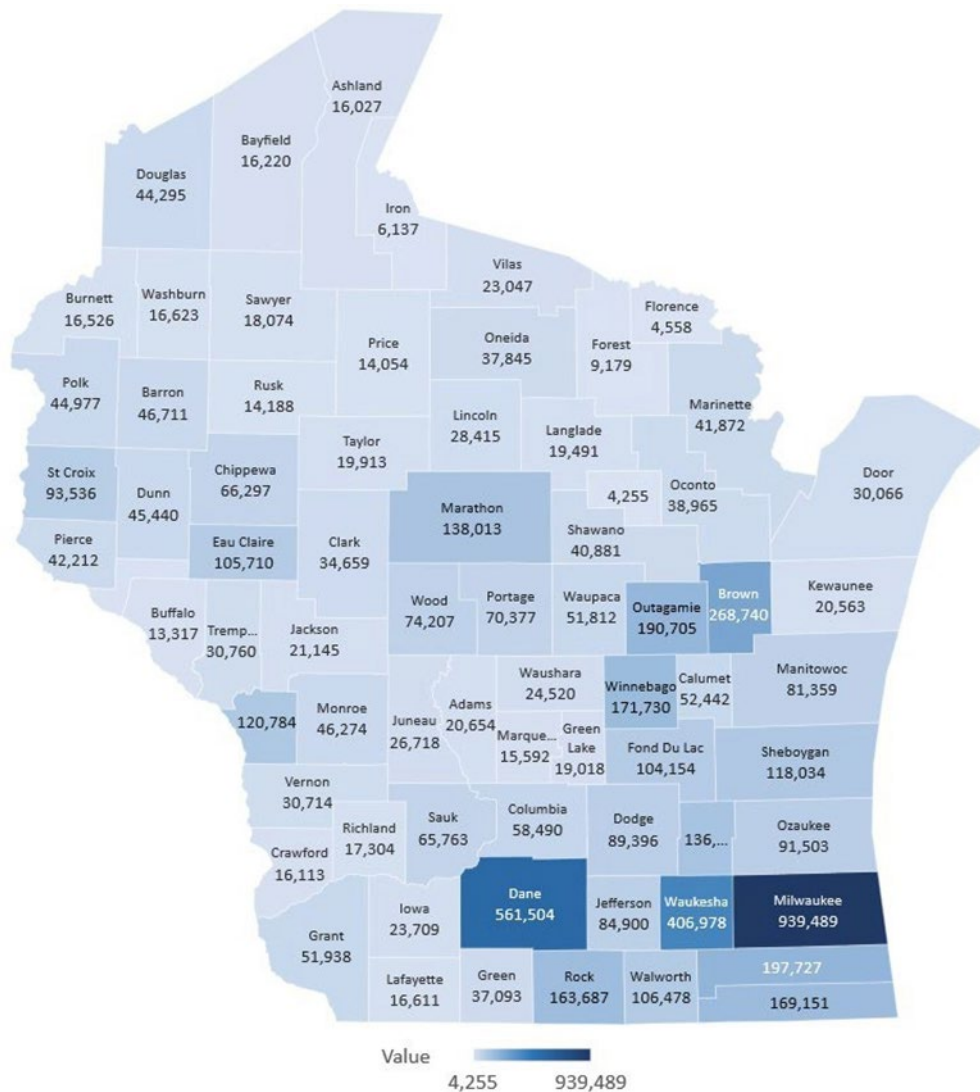 Ashland
16,027
Bayfield
16,220
Douglas
44,295
Iron
6,137
Vilas
23,047
Florence
4,558
Burnett
16,526
Washburn
16,623
Sawyer
18,074
Price
14,054
Oneida
37,845
Forest
9,179
Polk
44,977
Barron
46,711
Rusk
14,188
Marinette
41,872
Lincoln
28,415
Langlade
19,491
Taylor
19,913
Door
30,066
St Croix
93,536
Dunn
45,440
Chippewa
66,297
Marathon
138,013
4,255
Oconto
38,965
Shawano
40,881
Pierce
42,212
Eau Claire
105,710
Clark
34,659
Kewaunee
20,563
Buffalo
13,317
Tremp...
30,760
Jackson
21,145
Wood
74,207
Portage
70,377
Waupaca
51,812
Outagamie
190,705
Brown
268,740
Waushara
24,520
Winnebago
171,730
Calumet
52,442
Manitowoc
81,359
120,784
Monroe
46,274
Juneau
26,718
Adams
20,654
Marque...
15,592
Green
Lake
19,018
Fond Du Lac
104,154
Sheboygan
118,034
Vernon
30,714
Richland
17,304
Sauk
65,763
Columbia
58,490
Dodge
89,396
136,...
Ozaukee
91,503
Crawford
16,113
Iowa
23,709
Dane
561,504
Jefferson
84,900
Waukesha
406,978
Milwaukee
939,489
Grant
51,938
Lafayette
16,611
Green
37,093
Rock
163,687
Walworth
106,478
197,727
169,151
Value
4,255 939,489